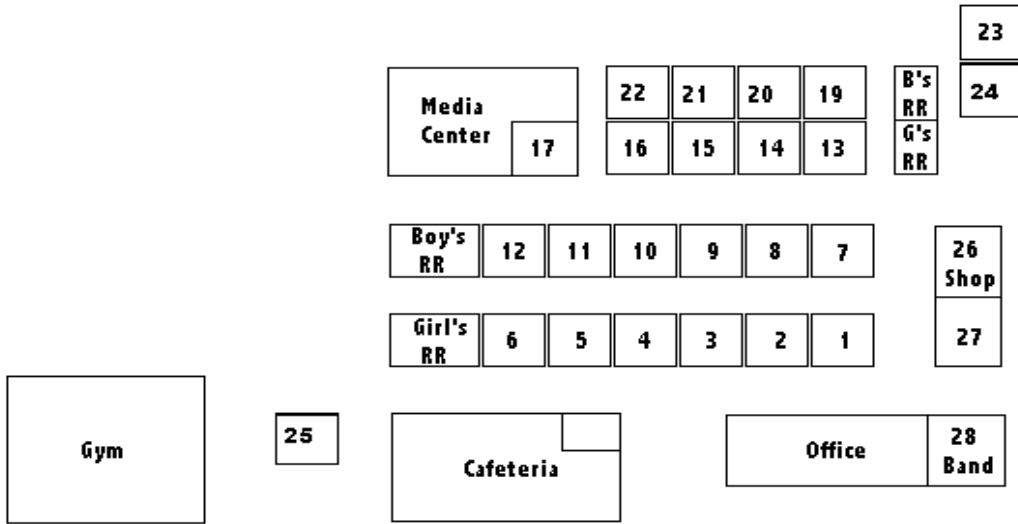 23
Media
Center
17
22
21
20
19
B's
RR
24
16
15
14
13
G's
RR
Boy's
RR
12
11
10
9
8
7
26
Shop
Girl's
RR
6
5
4
3
2
1
27
Gym
25
Cafeteria
Office
28
Band